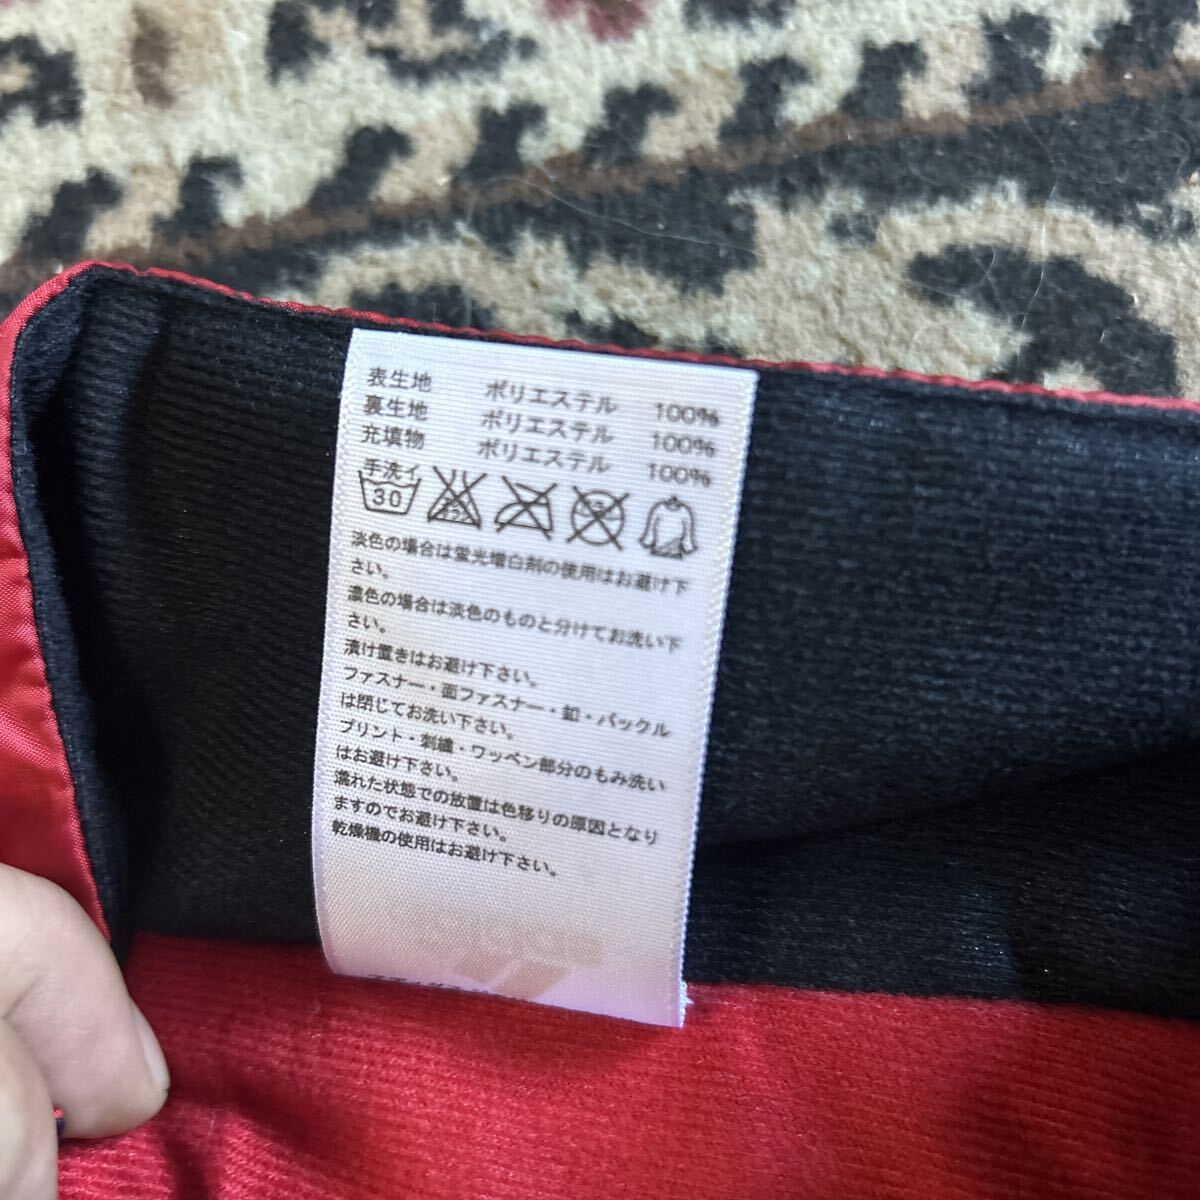 表生地 ポリエステル 100%
裏生地 ポリエステル 100%
充填物 ポリエステル 100%
手洗イ
30
淡色の場合は蛍光増白剤の使用はお避け下
さい。
濃色の場合は淡色のものと分けてお洗い下
さい。
漬け置きはお避け下さい。
ファスナー・面ファスナー・釦・バックル
は閉じてお洗い下さい。
プリント・刺繍・ワッペン部分のもみ洗い
はお避け下さい。
濡れた状態での放置は色移りの原因となり
ますのでお避け下さい。
乾燥機の使用はお避け下さい。